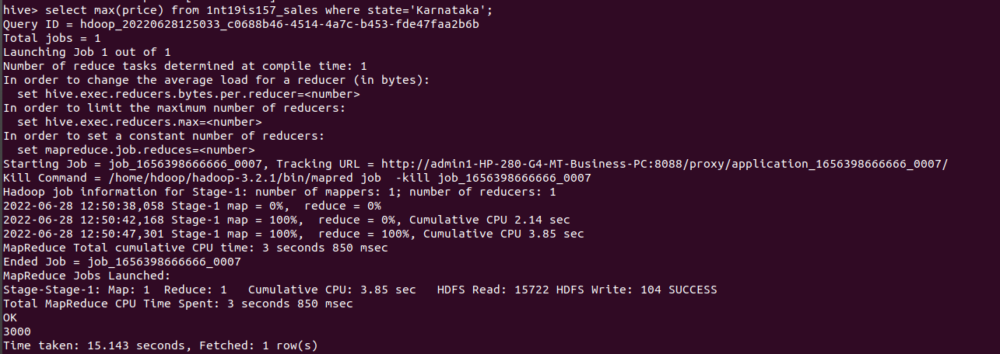 hive> select max(price) from 1nt19is157_sales where state='Karnataka';
Query ID = hdoop_20220628125033_c0688b46-4514-4a7c-b453-fde47faa2b6b
Total jobs = 1
Launching Job 1 out of 1
Number of reduce tasks determined at compile time: 1
In order to change the average load for a reducer (in bytes):
  set hive.exec.reducers.bytes.per.reducer=<number>
In order to limit the maximum number of reducers:
  set hive.exec.reducers.max=<number>
In order to set a constant number of reducers:
  set mapreduce.job.reduces=<number>
Starting Job = job_1656398666666_0007, Tracking URL = http://admin1-HP-280-G4-MT-Business-PC:8088/proxy/application_1656398666666_0007/
Kill Command = /home/hdoop/hadoop-3.2.1/bin/mapred job  -kill job_1656398666666_0007
Hadoop job information for Stage-1: number of mappers: 1; number of reducers: 1
2022-06-28 12:50:38,058 Stage-1 map = 0%,  reduce = 0%
2022-06-28 12:50:42,168 Stage-1 map = 100%,  reduce = 0%, Cumulative CPU 2.14 sec
2022-06-28 12:50:47,301 Stage-1 map = 100%,  reduce = 100%, Cumulative CPU 3.85 sec
MapReduce Total cumulative CPU time: 3 seconds 850 msec
Ended Job = job_1656398666666_0007
MapReduce Jobs Launched:
Stage-Stage-1: Map: 1  Reduce: 1   Cumulative CPU: 3.85 sec   HDFS Read: 15722 HDFS Write: 104 SUCCESS
Total MapReduce CPU Time Spent: 3 seconds 850 msec
OK
3000
Time taken: 15.143 seconds, Fetched: 1 row(s)